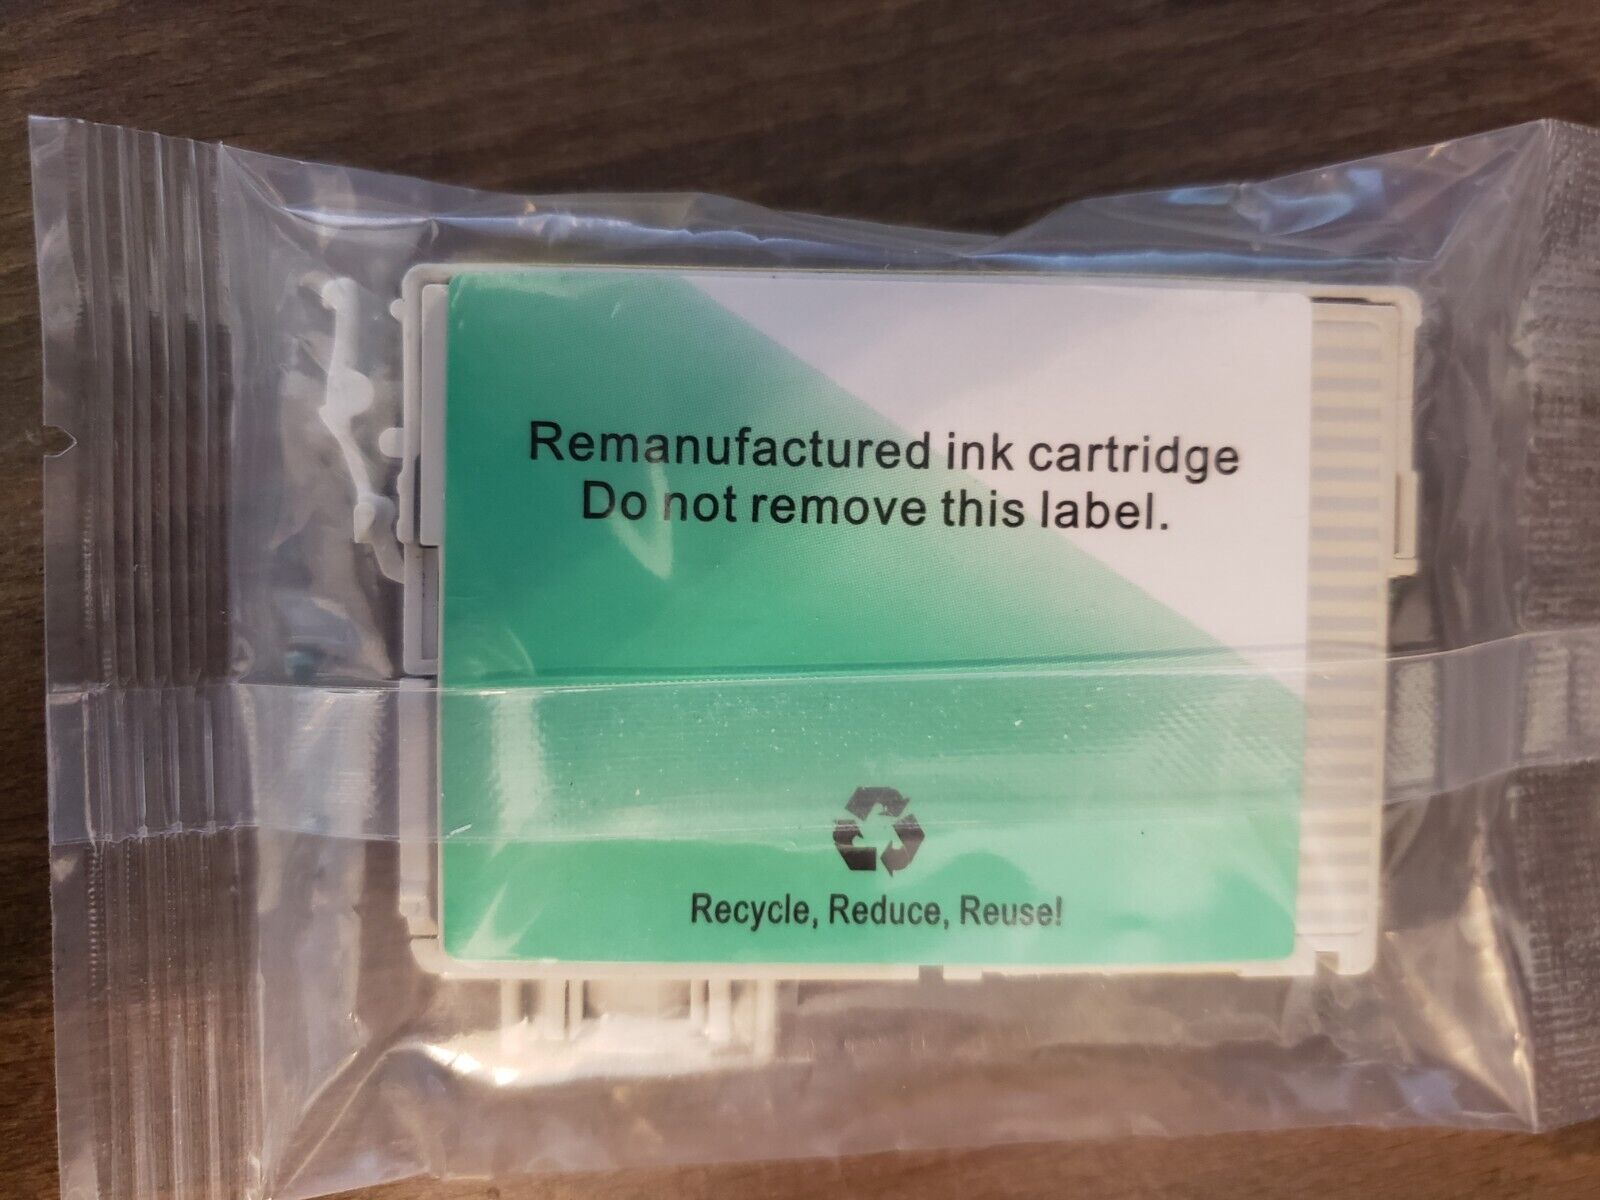 Remanufactured ink cartridge
Do not remove this label.
Recycle, Reduce, Reuse!